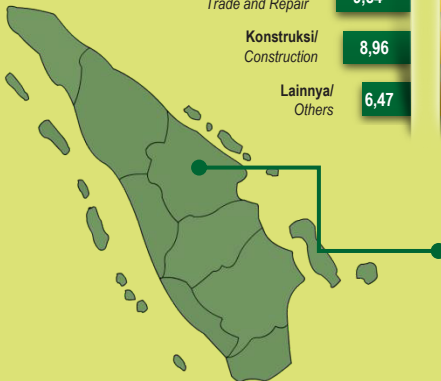 Trade and Repair
Konstruksi/
Construction
8,96
Lainnya/
Others
6,47